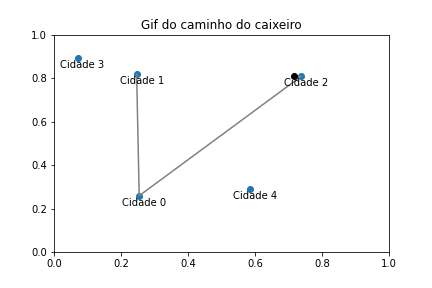 Gif do caminho do caixeiro
1.0
Cidade 3
0.8
Cidade 1
Cidade 2
0.6
0.4
Cidade 4
0.2
Cidade 0
0.0
0.0 0.2 0.4 0.6 0.8 1.0